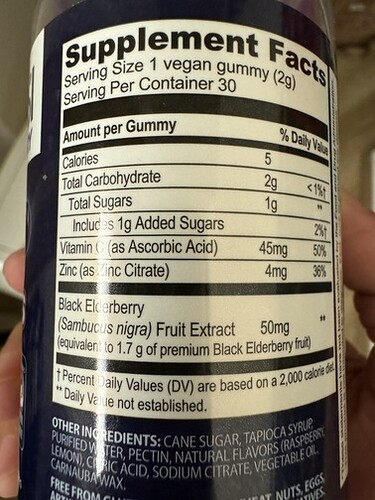 Supplement Facts
Serving Size 1 vegan gummy (2g)
Serving Per Container 30
Amount per Gummy % Daily Value
Calories 5
Total Carbohydrate 2g <1%†
Total Sugars 1g **
Includes 1g Added Sugars 2%†
Vitamin C (as Ascorbic Acid) 45mg 50%
Zinc (as Zinc Citrate) 4mg 36%
Black Elderberry
(Sambucus nigra) Fruit Extract 50mg **
(equivalent to 1.7 g of premium Black Elderberry fruit)
† Percent Daily Values (DV) are based on a 2,000 calorie diet.
** Daily Value not established.
OTHER INGREDIENTS: CANE SUGAR, TAPIOCA SYRUP,
PURIFIED WATER, PECTIN, NATURAL FLAVORS (RASPBERRY,
LEMON), CITRIC ACID, SODIUM CITRATE, VEGETABLE OIL,
CARNAUBA WAX.
FREE FROM NUTS, EGGS,